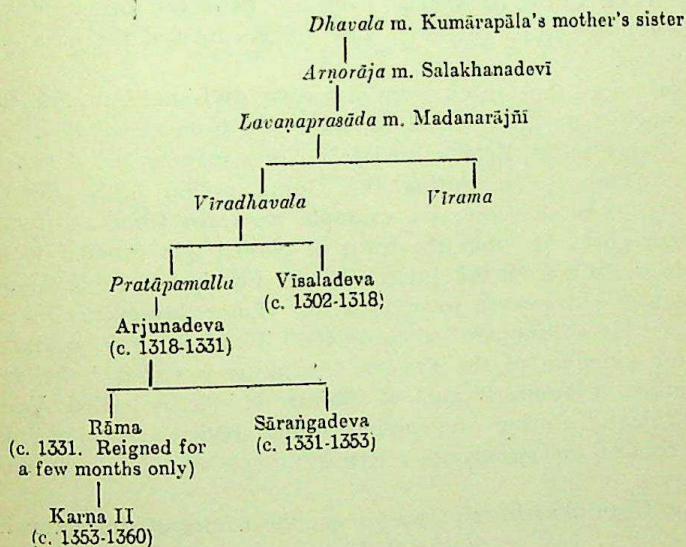 Dhavala m. Kumārapāla's mother's sister
Arṇorāja m. Salakhanadevī
Lavaṇaprasāda m. Madanarājñī
Vīradhavala
Vīrama
Pratāpamalla
Vīsaladeva
(c. 1302-1318)
Arjunadeva
(c. 1318-1331)
Rāma
(c. 1331. Reigned for
a few months only)
Sāraṅgadeva
(c. 1331-1353)
Karṇa II
(c. 1353-1360)